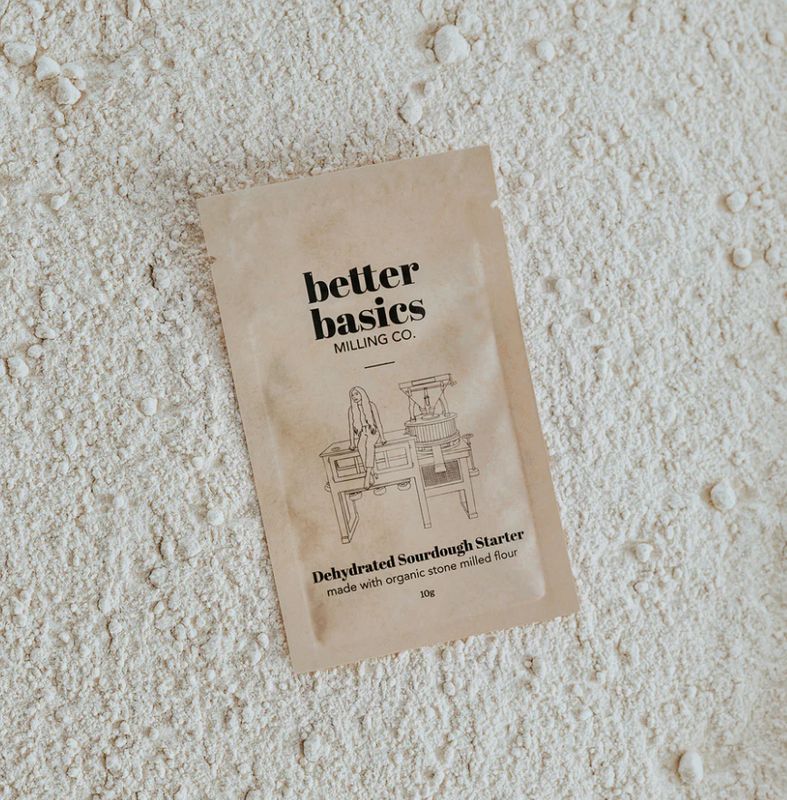 better
basics
MILLING CO.
Dehydrated Sourdough Starter
made with organic stone milled flour
10g